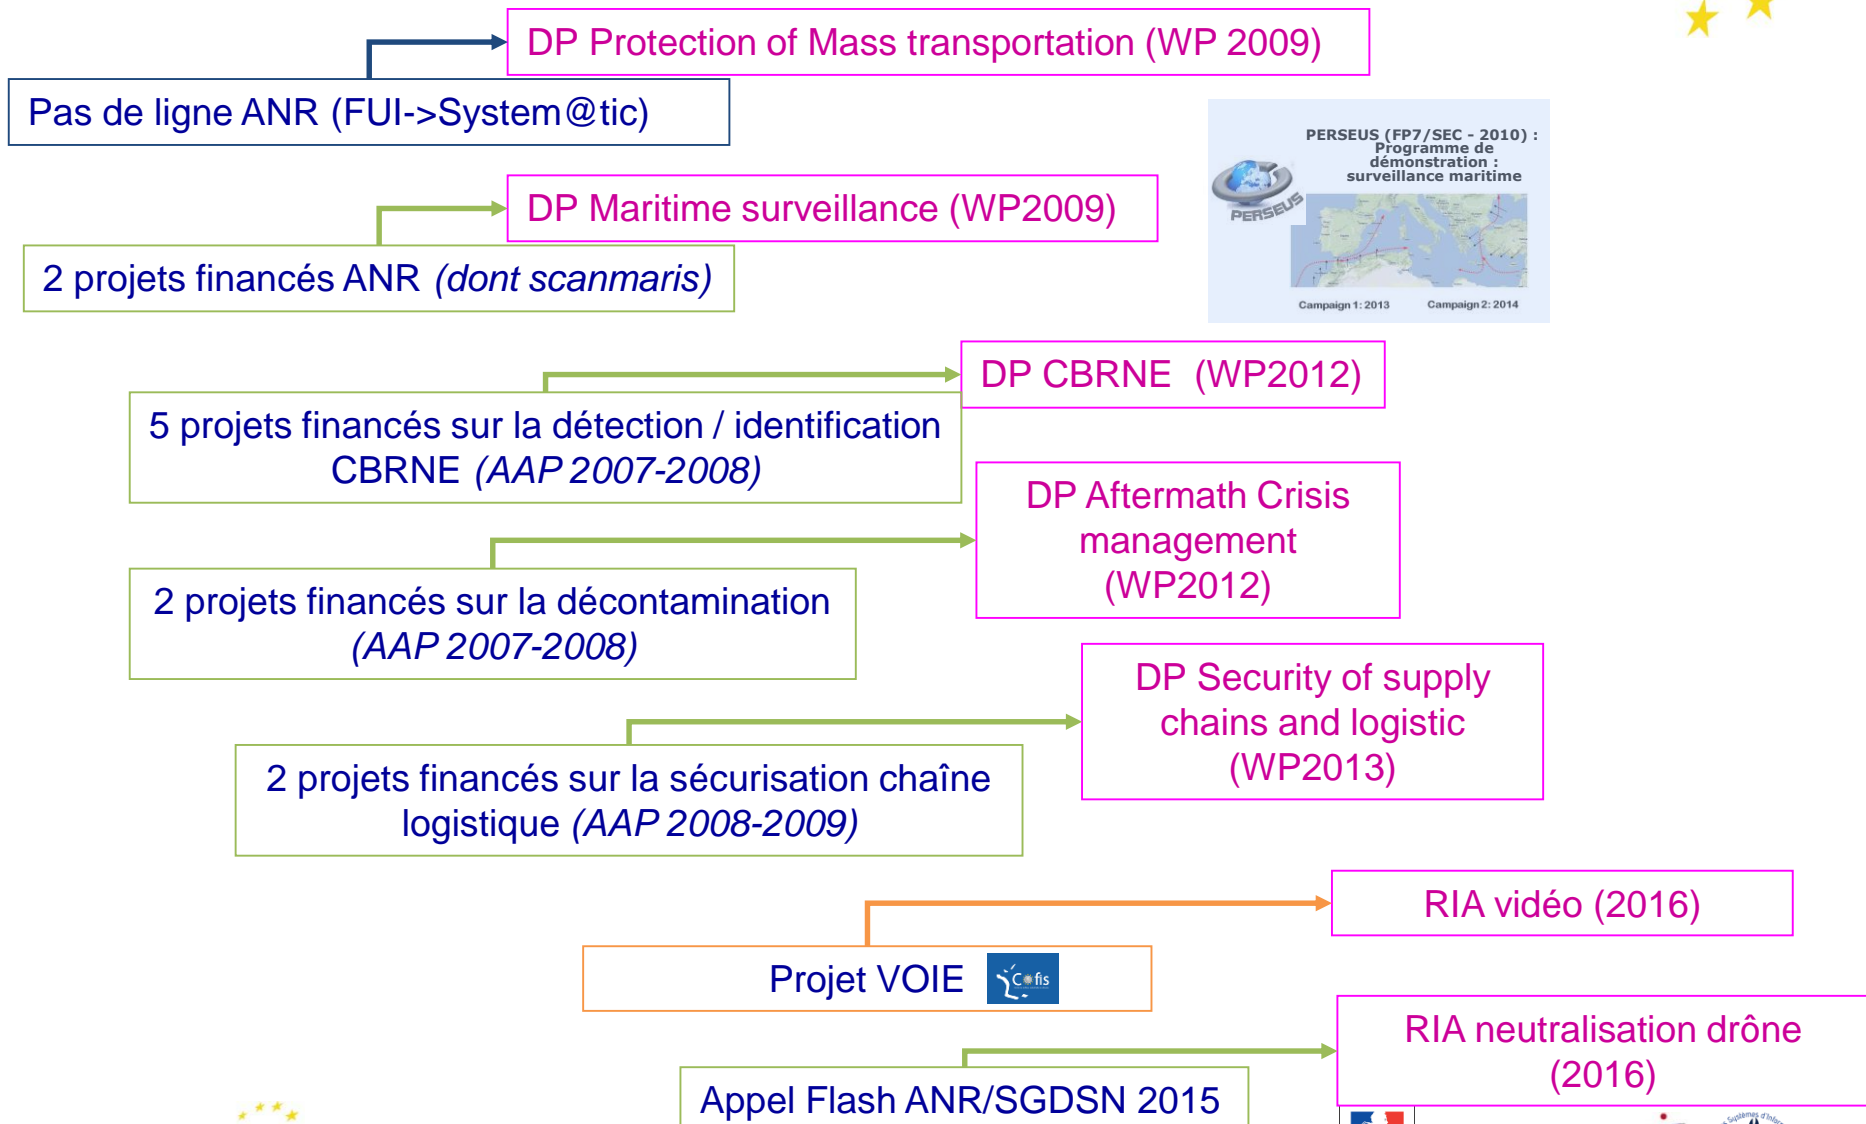 DP Protection of Mass transportation (WP 2009)
Pas de ligne ANR (FUI->System@tic)
PERSEUS (FP7/SEC - 2010) :
Programme de
démonstration :
surveillance maritime
PERSEUS
Campaign 1: 2013 Campaign 2: 2014
DP Maritime surveillance (WP2009)
2 projets financés ANR (dont scanmaris)
DP CBRNE (WP2012)
5 projets financés sur la détection / identification
CBRNE (AAP 2007-2008)
DP Aftermath Crisis
management
(WP2012)
2 projets financés sur la décontamination
(AAP 2007-2008)
DP Security of supply
chains and logistic
(WP2013)
2 projets financés sur la sécurisation chaîne
logistique (AAP 2008-2009)
RIA vidéo (2016)
Projet VOIE
Cofis
RIA neutralisation drône
(2016)
Appel Flash ANR/SGDSN 2015